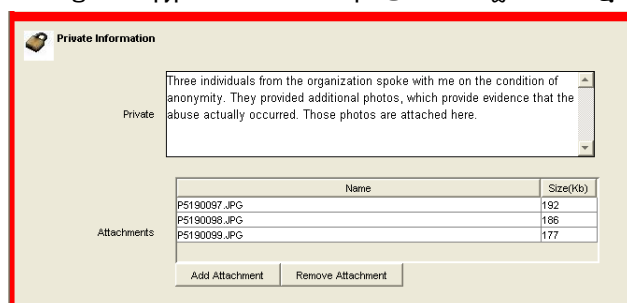 Private Information
Three individuals from the organization spoke with me on the condition of
anonymity. They provided additional photos, which provide evidence that the
Private
abuse actually occurred. Those photos are attached here.
Name Size(Kb)
P5190097.JPG 192
P5190098.JPG 186
Attachments
P5190099.JPG 177
Add Attachment Remove Attachment